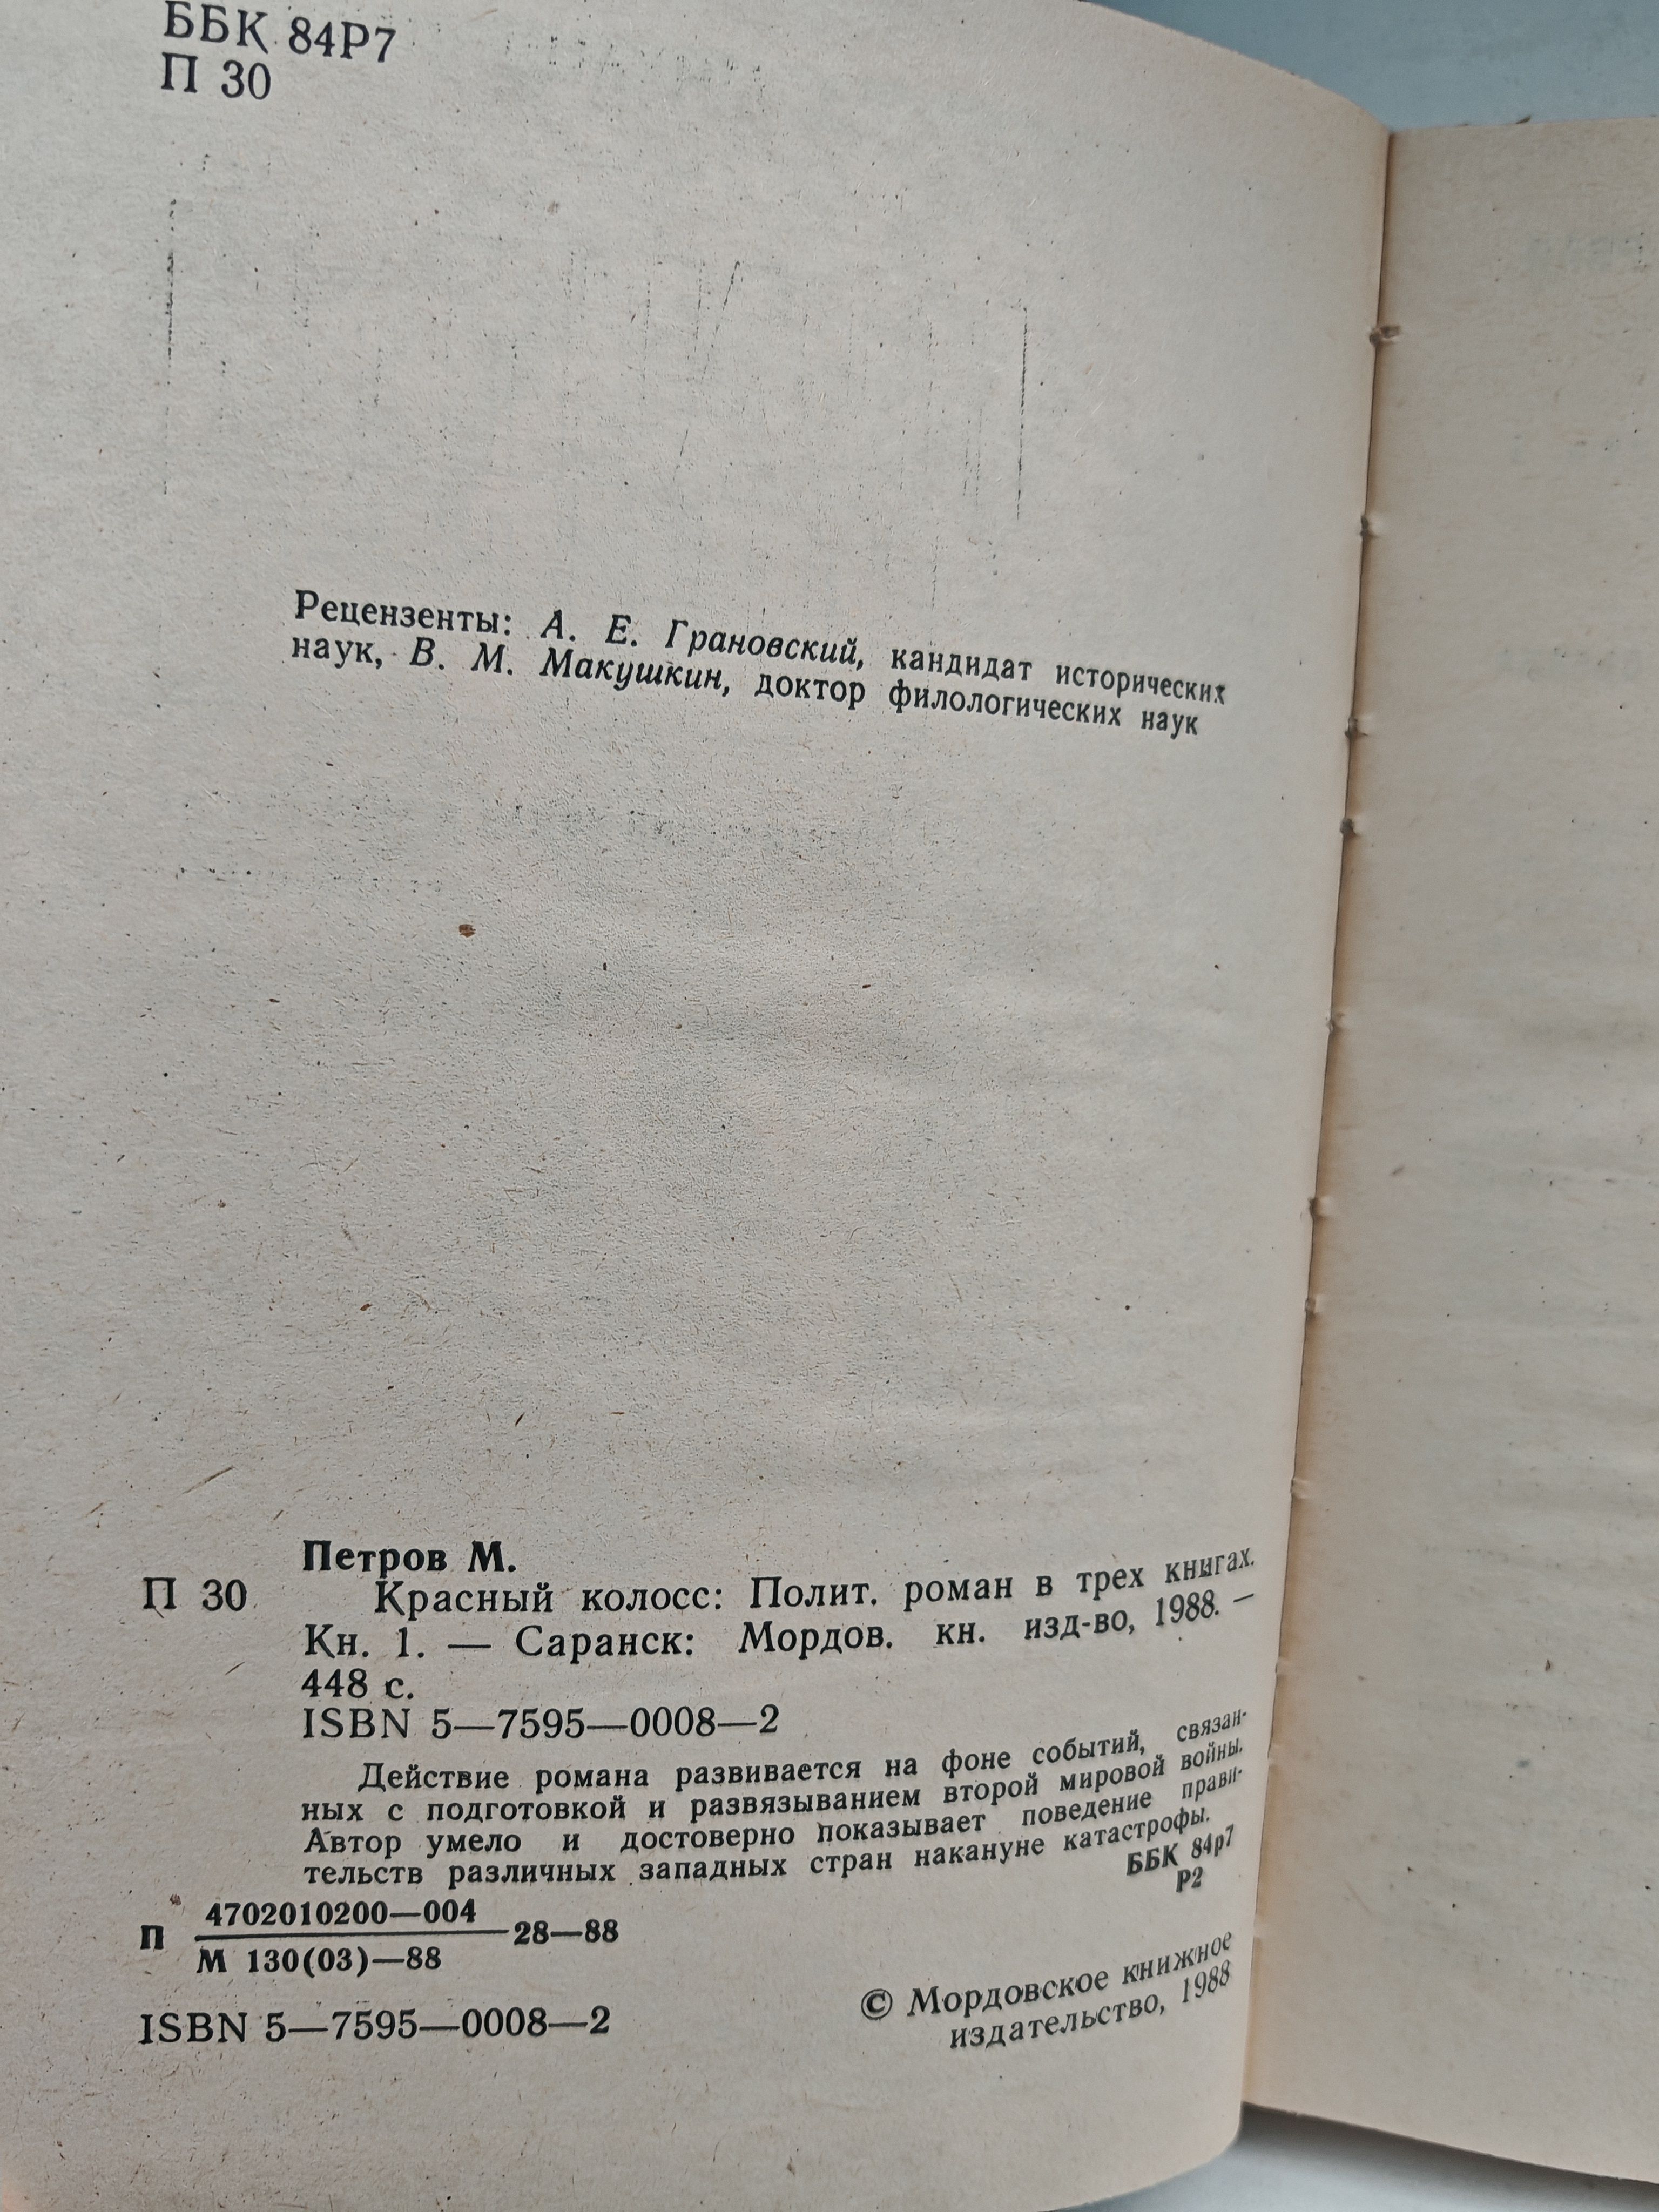 ББК 84Р7
П 30
Рецензенты: А. Е. Грановский, кандидат исторических
наук, В. М. Макушкин, доктор филологических наук
Петров М.
П 30 Красный колосс: Полит. роман в трех книгах.
Кн. 1. — Саранск: Мордов. кн. изд-во, 1988. —
448 с.
ISBN 5—7595—0008—2
Действие романа развивается на фоне событий, связан-
ных с подготовкой и развязыванием второй мировой войны.
Автор умело и достоверно показывает поведение прави-
тельств различных западных стран накануне катастрофы.
ББК 84р7
Р2
П 4702010200—004 28—88
М 130(03)—88
ISBN 5—7595—0008—2
© Мордовское книжное
издательство, 1988